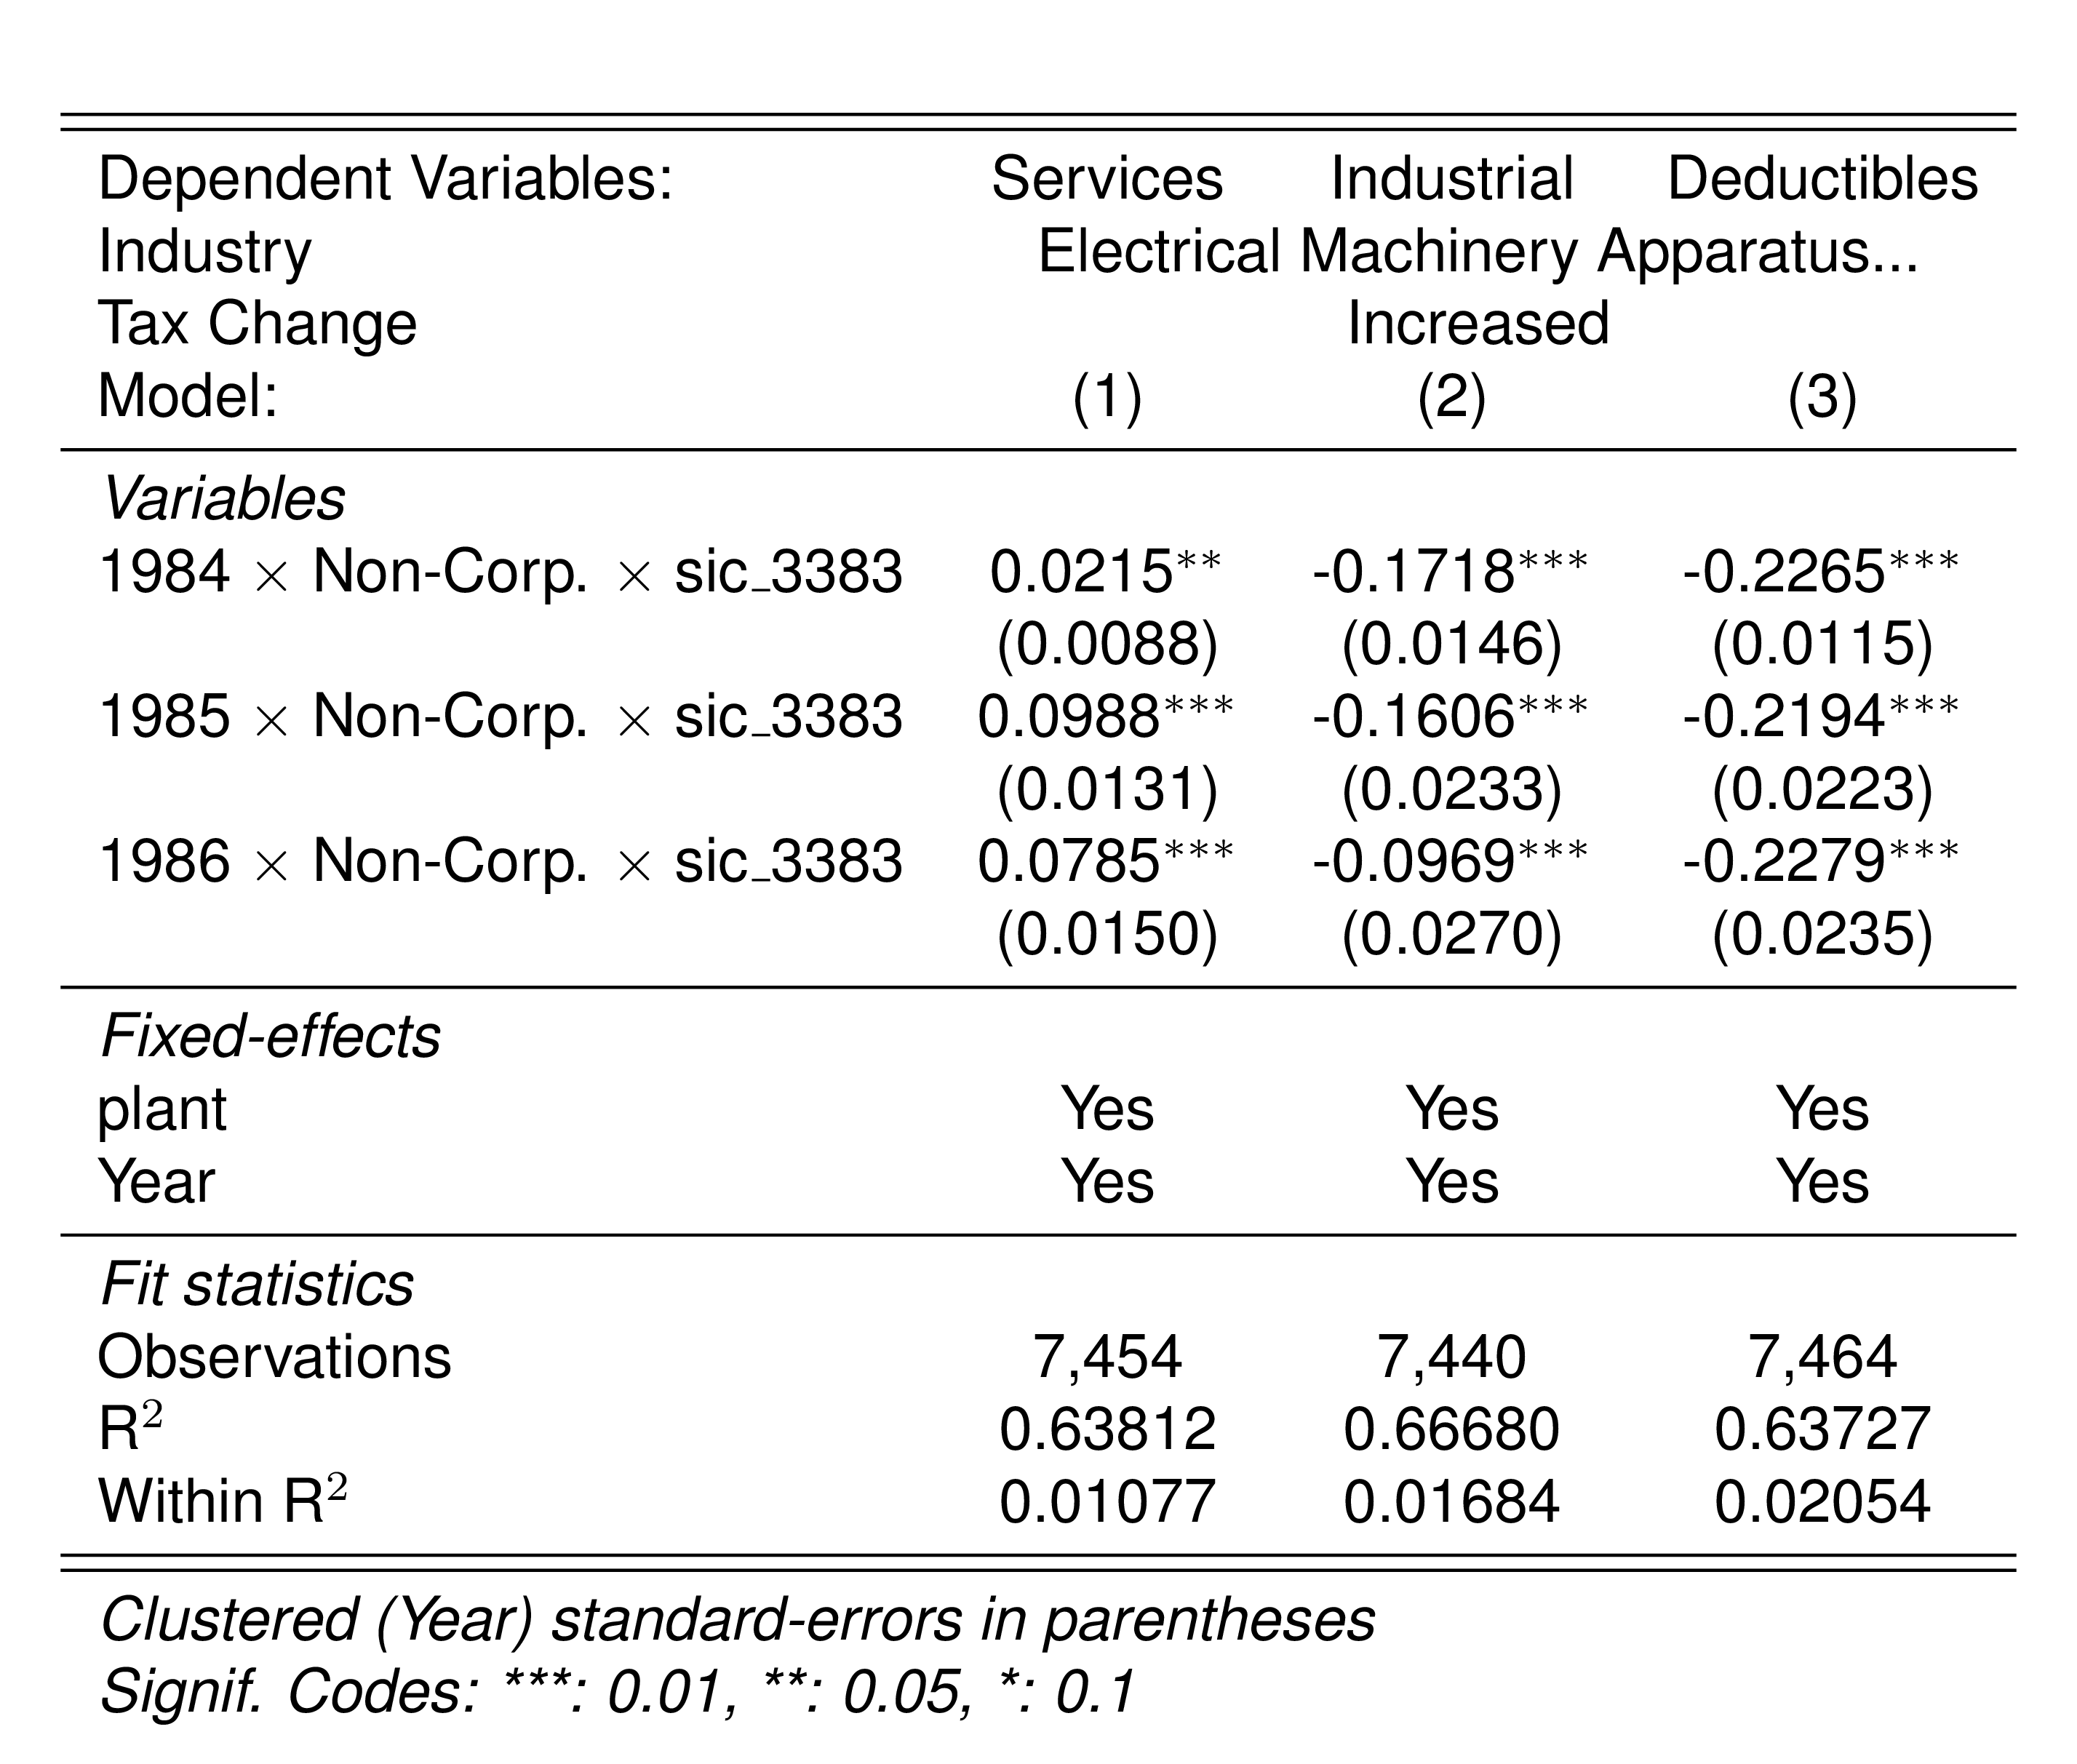 Dependent Variables: Services Industrial Deductibles
Industry Electrical Machinery Apparatus...
Tax Change Increased
Model: (1) (2) (3)
Variables
1984 × Non-Corp. × sic_3383 0.0215** -0.1718*** -0.2265***
(0.0088) (0.0146) (0.0115)
1985 × Non-Corp. × sic_3383 0.0988*** -0.1606*** -0.2194***
(0.0131) (0.0233) (0.0223)
1986 × Non-Corp. × sic_3383 0.0785*** -0.0969*** -0.2279***
(0.0150) (0.0270) (0.0235)
Fixed-effects
plant Yes Yes Yes
Year Yes Yes Yes
Fit statistics
Observations 7,454 7,440 7,464
R² 0.63812 0.66680 0.63727
Within R² 0.01077 0.01684 0.02054
Clustered (Year) standard-errors in parentheses
Signif. Codes: ***: 0.01, **: 0.05, *: 0.1